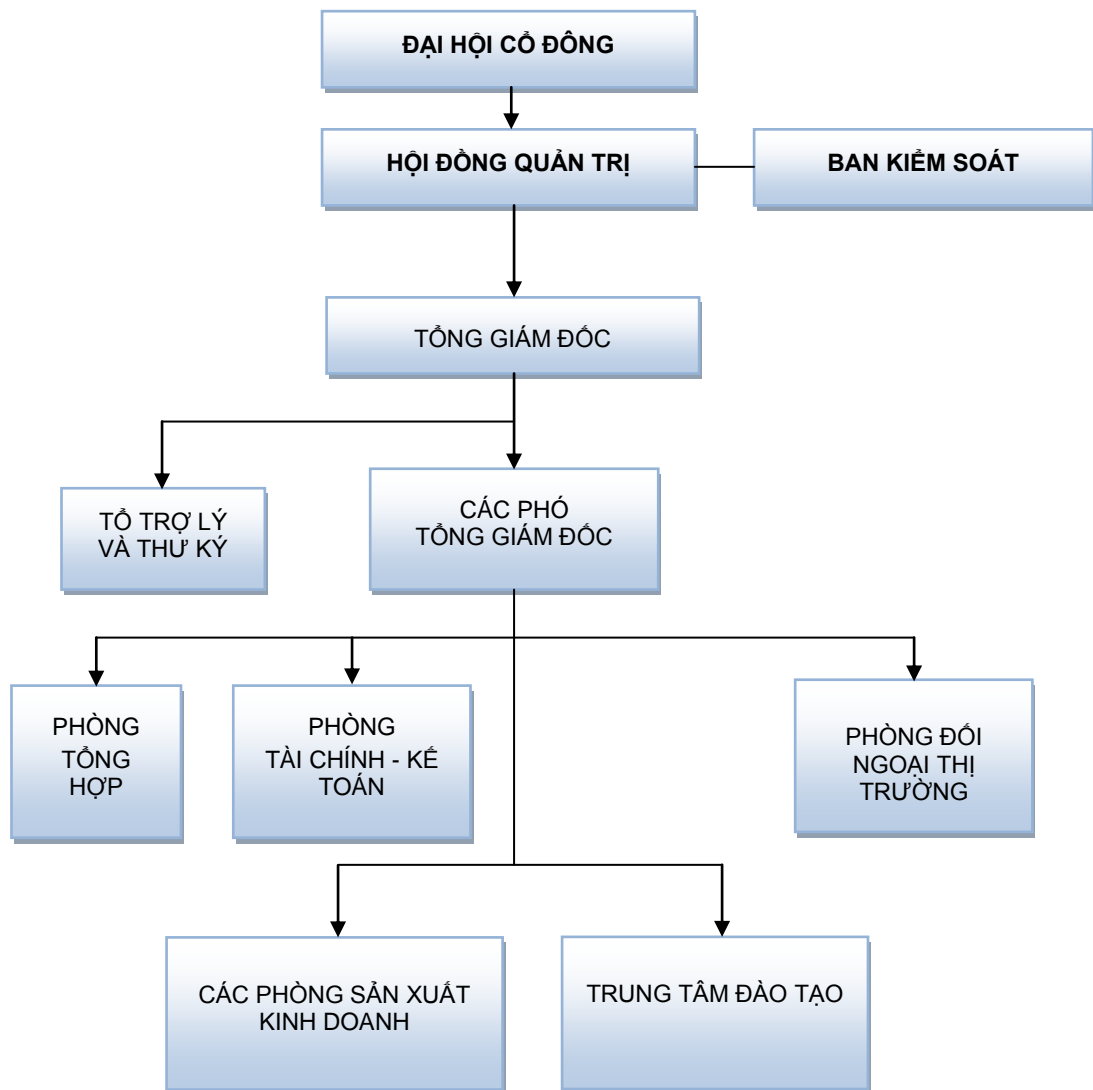 ĐẠI HỘI CỔ ĐÔNG
HỘI ĐỒNG QUẢN TRỊ
BAN KIỂM SOÁT
TỔNG GIÁM ĐỐC
TỔ TRỢ LÝ
VÀ THƯ KÝ
CÁC PHÓ
TỔNG GIÁM ĐỐC
PHÒNG
TỔNG
HỢP
PHÒNG
TÀI CHÍNH - KẾ
TOÁN
PHÒNG ĐỐI
NGOẠI THỊ
TRƯỜNG
CÁC PHÒNG SẢN XUẤT
KINH DOANH
TRUNG TÂM ĐÀO TẠO